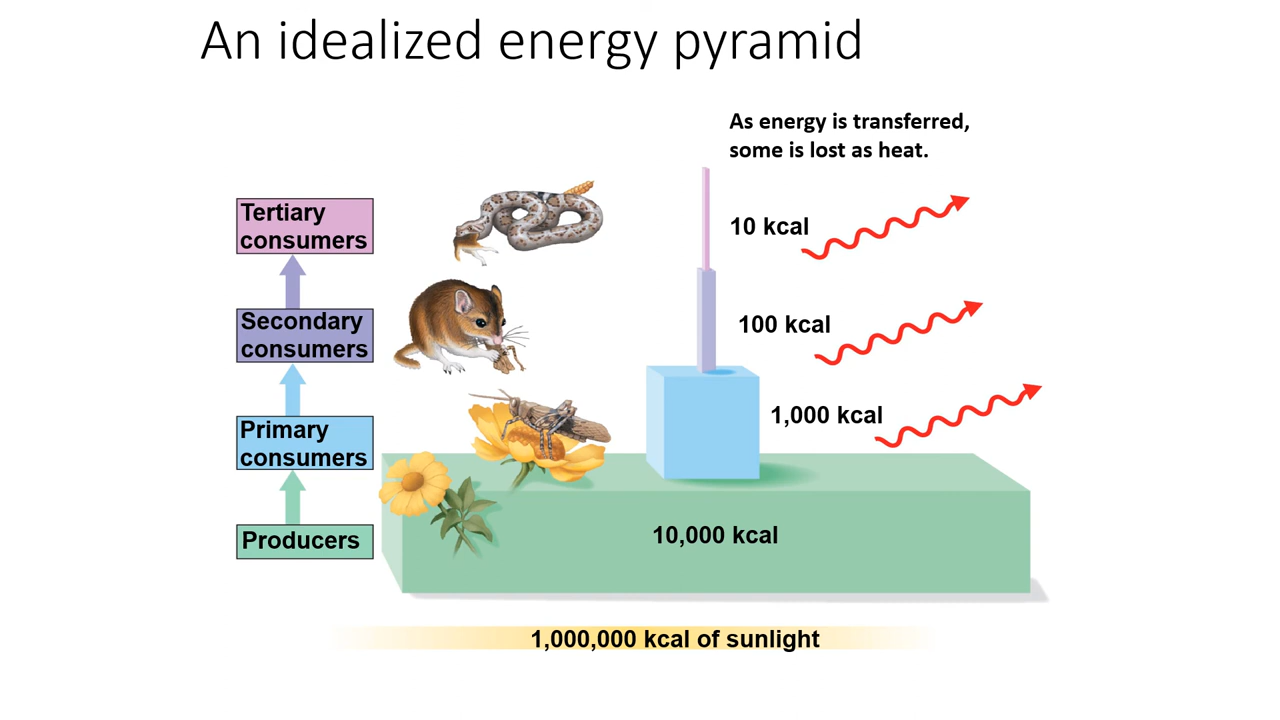 An idealized energy pyramid
As energy is transferred,
some is lost as heat.
Tertiary
consumers
10 kcal
Secondary
consumers
100 kcal
Primary
consumers
1,000 kcal
Producers
10,000 kcal
1,000,000 kcal of sunlight